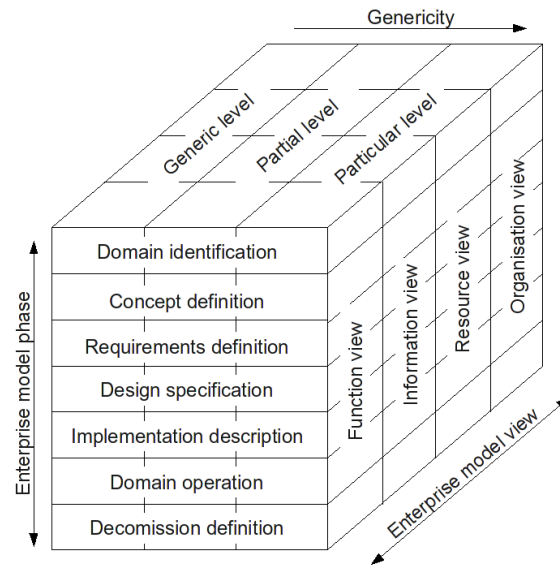 Genericity
Generic level
Partial level
Particular level
Enterprise model phase
Domain identification
Concept definition
Requirements definition
Design specification
Implementation description
Domain operation
Decomission definition
Function view
Information view
Resource view
Organisation view
Enterprise model view